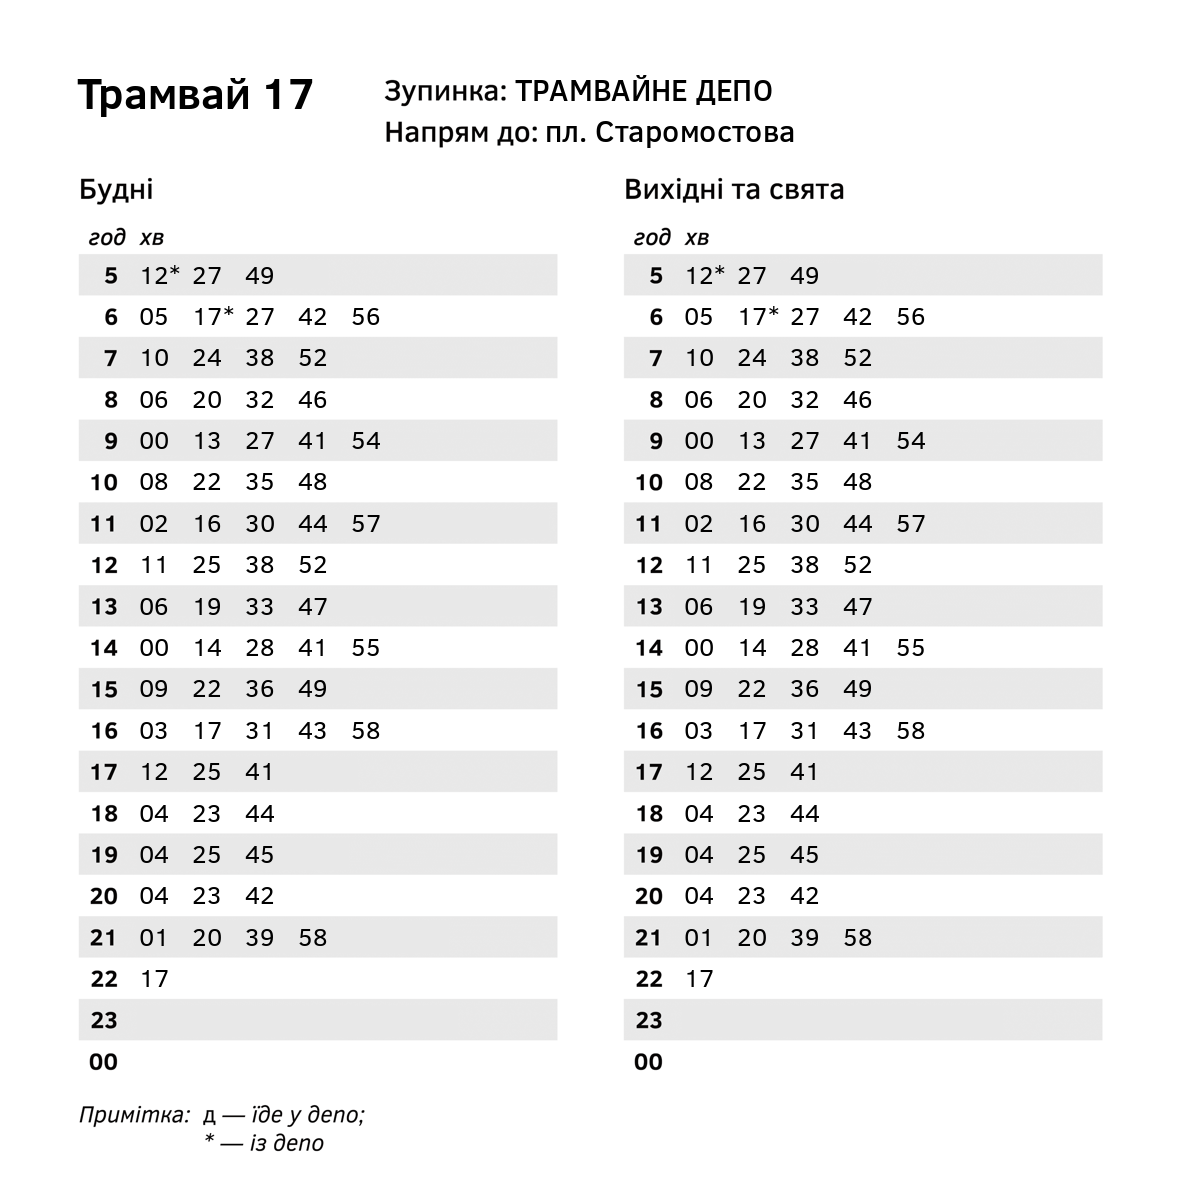 Трамвай 17
Зупинка: ТРАМВАЙНЕ ДЕПО
Напрям до: пл. Старомостова
Будні
год хв
5 12* 27 49
6 05 17* 27 42 56
7 10 24 38 52
8 06 20 32 46
9 00 13 27 41 54
10 08 22 35 48
11 02 16 30 44 57
12 11 25 38 52
13 06 19 33 47
14 00 14 28 41 55
15 09 22 36 49
16 03 17 31 43 58
17 12 25 41
18 04 23 44
19 04 25 45
20 04 23 42
21 01 20 39 58
22 17
23
00
Вихідні та свята
год хв
5 12* 27 49
6 05 17* 27 42 56
7 10 24 38 52
8 06 20 32 46
9 00 13 27 41 54
10 08 22 35 48
11 02 16 30 44 57
12 11 25 38 52
13 06 19 33 47
14 00 14 28 41 55
15 09 22 36 49
16 03 17 31 43 58
17 12 25 41
18 04 23 44
19 04 25 45
20 04 23 42
21 01 20 39 58
22 17
23
00
Примітка: д — їде у депо;
* — із депо